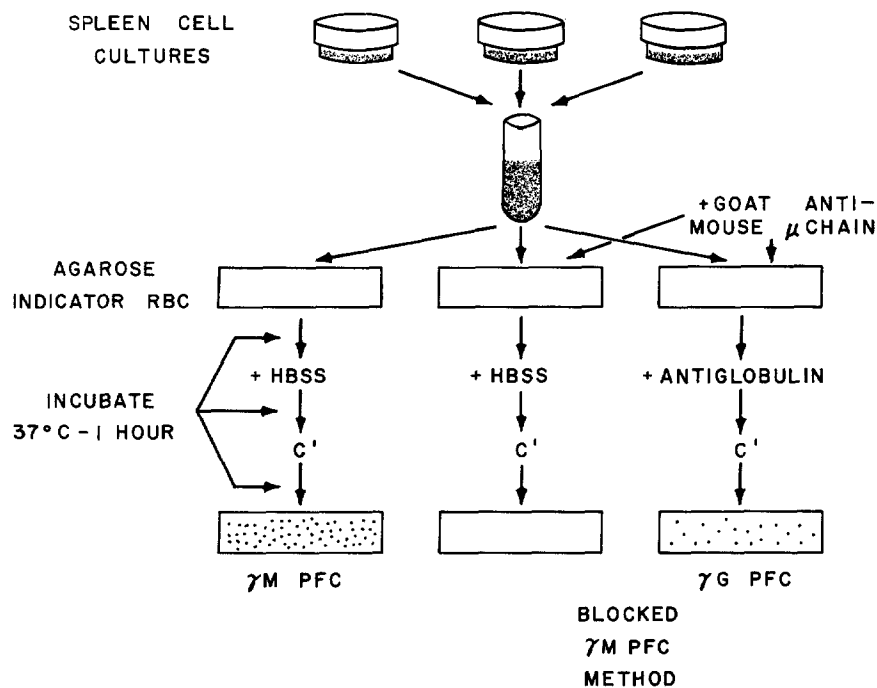 SPLEEN CELL
CULTURES
+GOAT ANTI-
MOUSE μ CHAIN
AGAROSE
INDICATOR RBC
+ HBSS
+ HBSS
+ ANTIGLOBULIN
INCUBATE
37°C-1 HOUR
C'
C'
C'
γM PFC
γG PFC
BLOCKED
γM PFC
METHOD